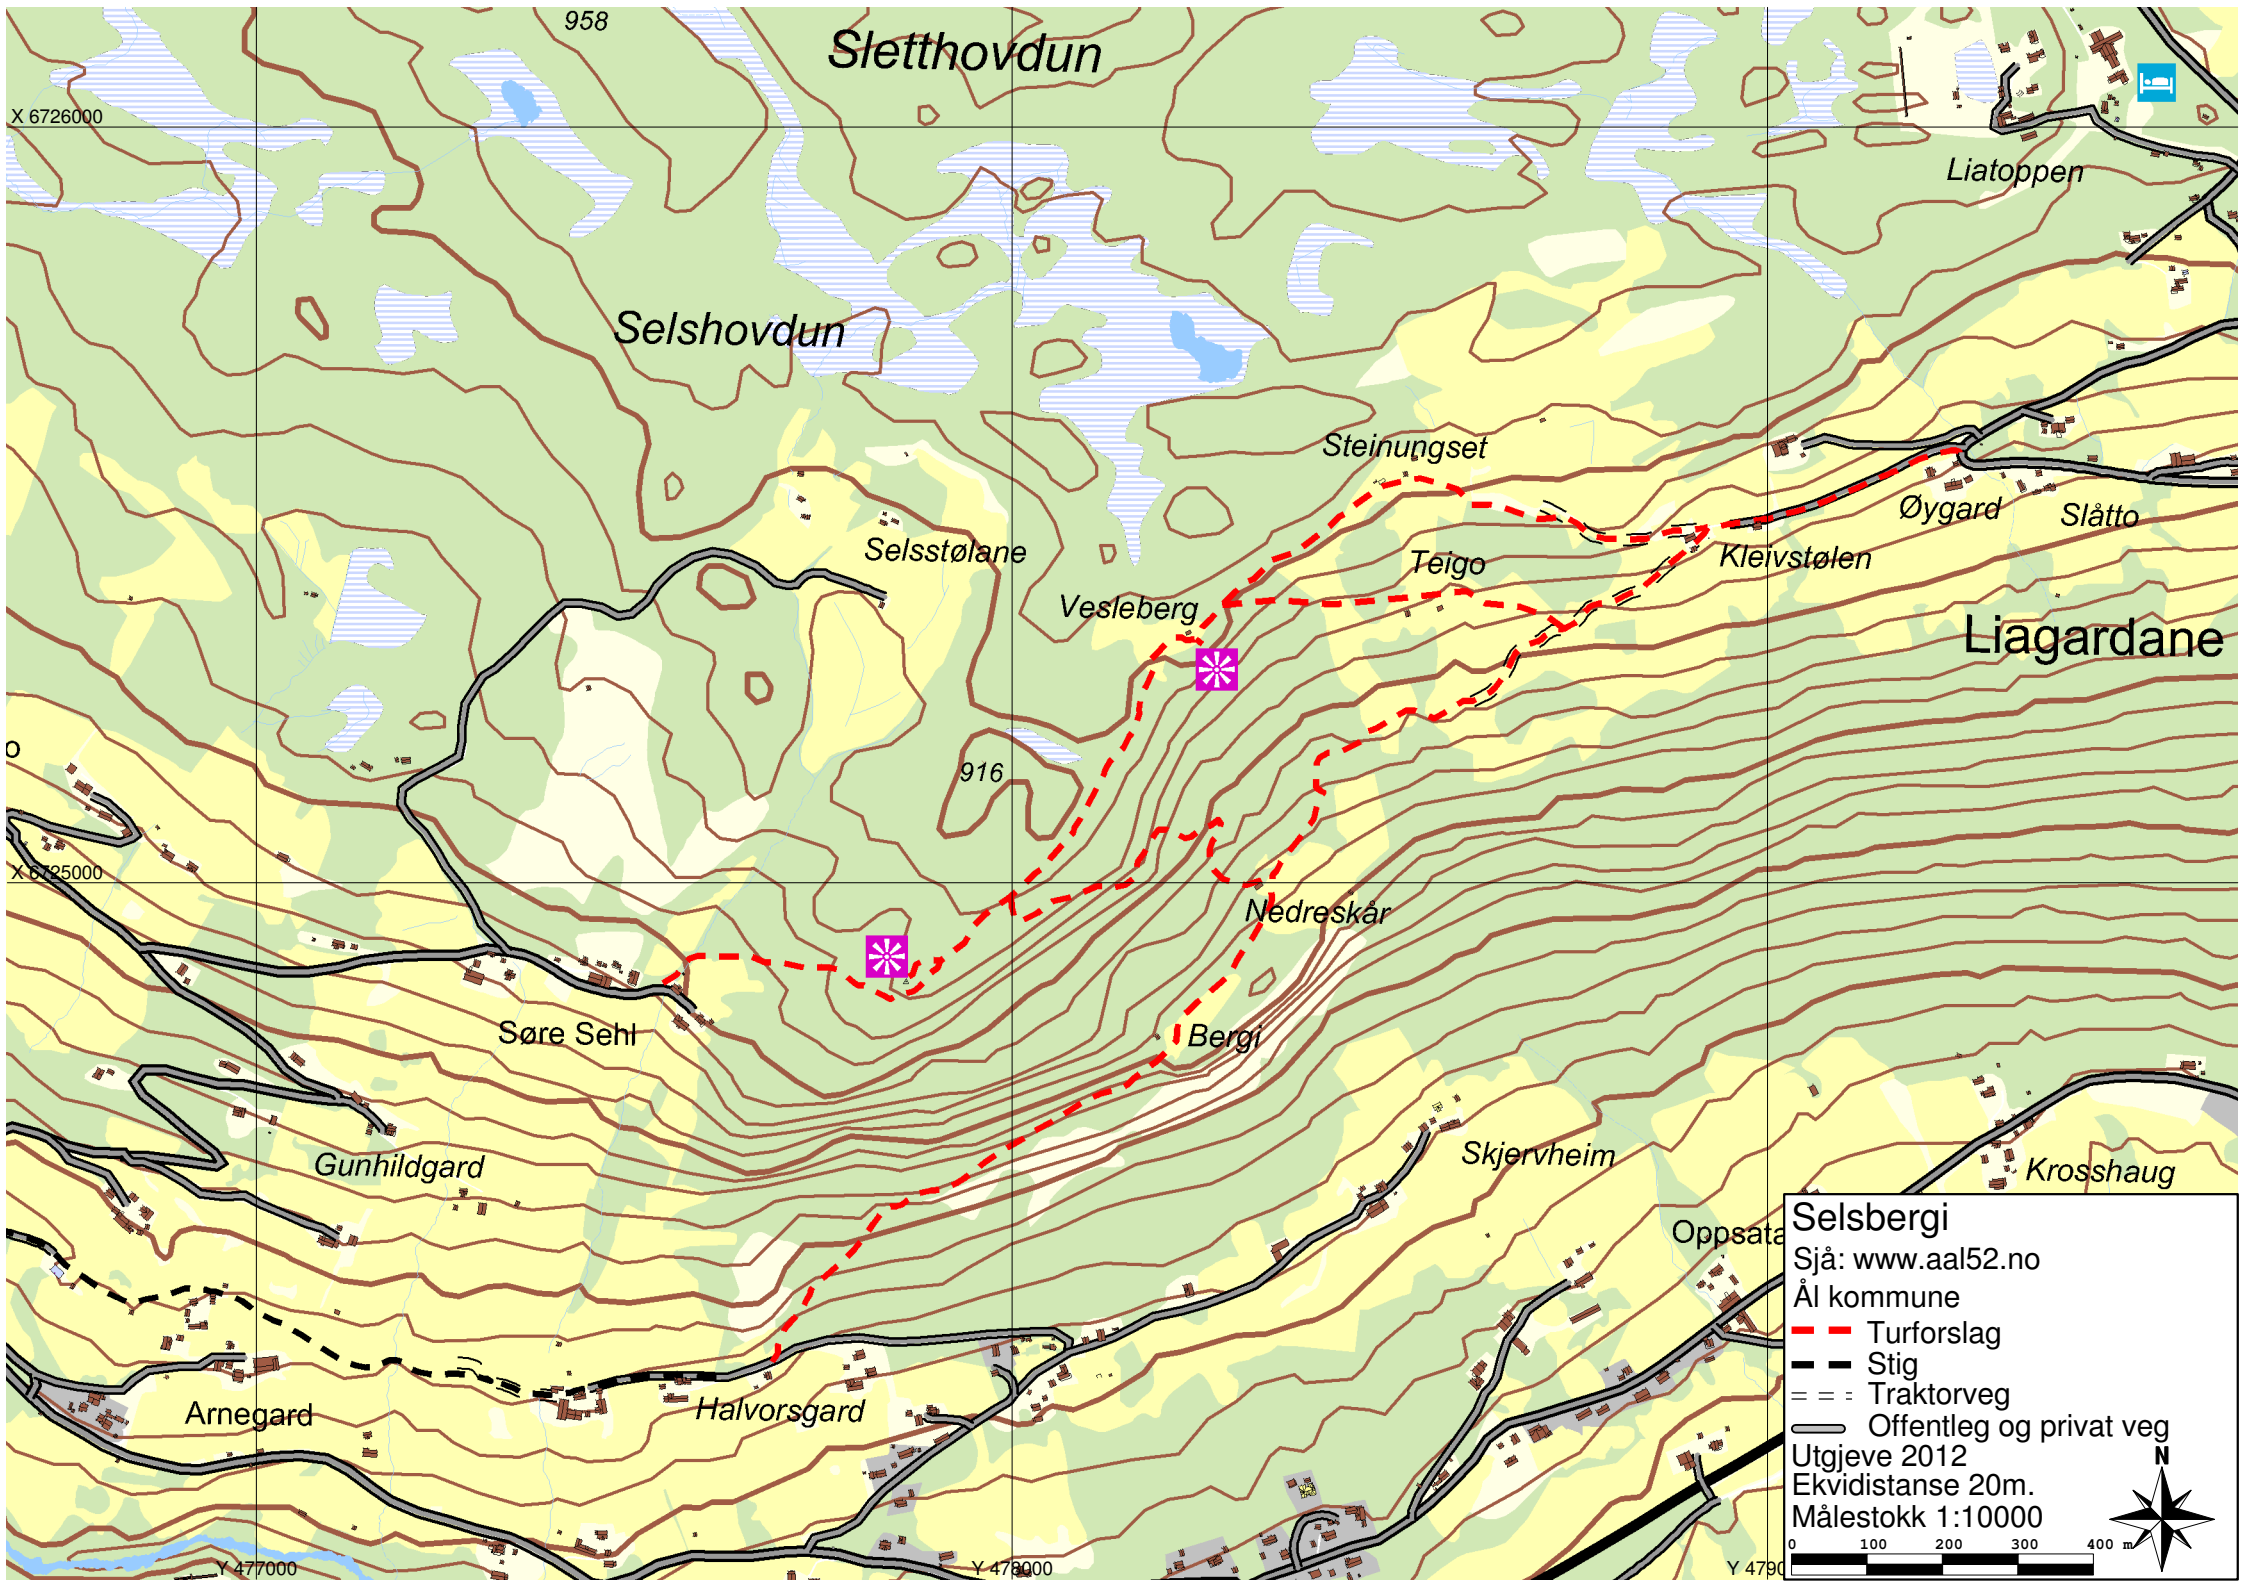 958
Sletthovdun
X 6726000
Liatoppen
Selshovdun
Steinungset
Øygard
Slåtto
Selsstølane
Teigo
Kleivstølen
Vesleberg
Liagardane
o
916
X 6725000
Nedreskår
Søre Sehl
Bergi
Gunhildgard
Skjervheim
Krosshaug
Oppsata
Arnegard
Halvorsgard
Selsbergi
Sjå: www.aal52.no
Ål kommune
Turforslag
Stig
Traktorveg
Offentleg og privat veg
Utgjeve 2012
N
Ekvidistanse 20m.
Målestokk 1:10000
0 100 200 300 400 m
Y 477000
Y 478000
Y 4790